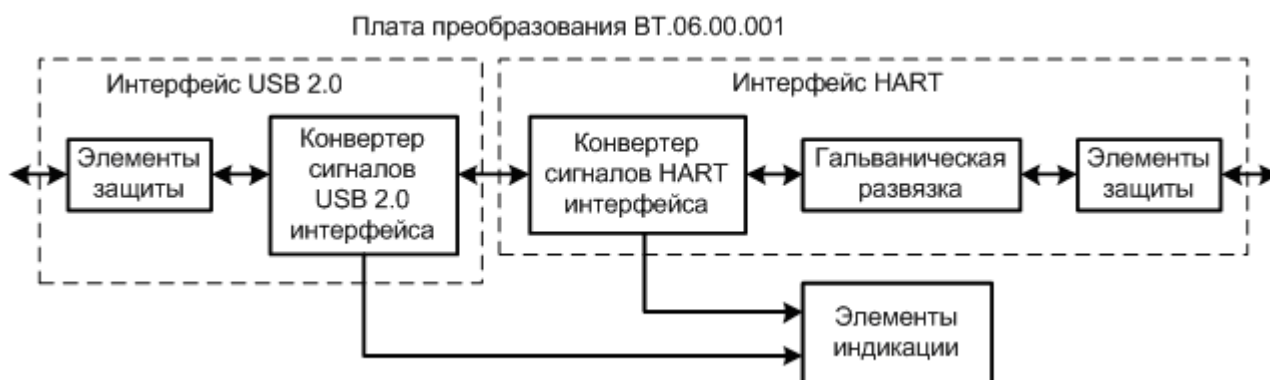 Плата преобразования ВТ.06.00.001
Интерфейс USB 2.0
Интерфейс HART
Элементы
защиты
Конвертер
сигналов
USB 2.0
интерфейса
Конвертер
сигналов HART
интерфейса
Гальваническая
развязка
Элементы
защиты
Элементы
индикации